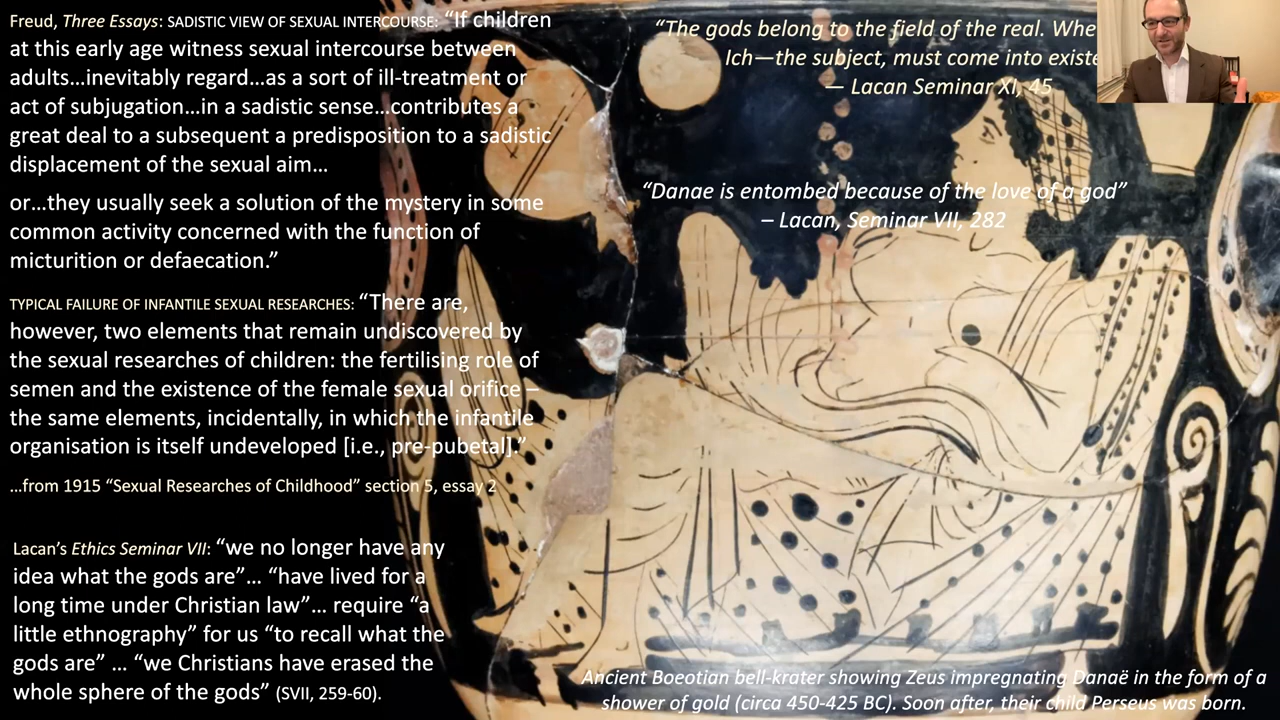 Freud, Three Essays: SADISTIC VIEW OF SEXUAL INTERCOURSE: “If children
at this early age witness sexual intercourse between
adults…inevitably regard…as a sort of ill-treatment or
act of subjugation…in a sadistic sense…contributes a
great deal to a subsequent a predisposition to a sadistic
displacement of the sexual aim…
or…they usually seek a solution of the mystery in some
common activity concerned with the function of
micturition or defaecation.”
TYPICAL FAILURE OF INFANTILE SEXUAL RESEARCHES: “There are,
however, two elements that remain undiscovered by
the sexual researches of children: the fertilising role of
semen and the existence of the female sexual orifice –
the same elements, incidentally, in which the infantile
organisation is itself undeveloped [i.e., pre-pubetal].”
…from 1915 “Sexual Researches of Childhood” section 5, essay 2
Lacan’s Ethics Seminar VII: “we no longer have any
idea what the gods are”… “have lived for a
long time under Christian law”… require “a
little ethnography” for us “to recall what the
gods are” … “we Christians have erased the
whole sphere of the gods” (SVII, 259-60).
“The gods belong to the field of the real. Whe
Ich—the subject, must come into existe
— Lacan Seminar XI, 45
“Danae is entombed because of the love of a god”
– Lacan, Seminar VII, 282
Ancient Boeotian bell-krater showing Zeus impregnating Danaë in the form of a
shower of gold (circa 450-425 BC). Soon after, their child Perseus was born.